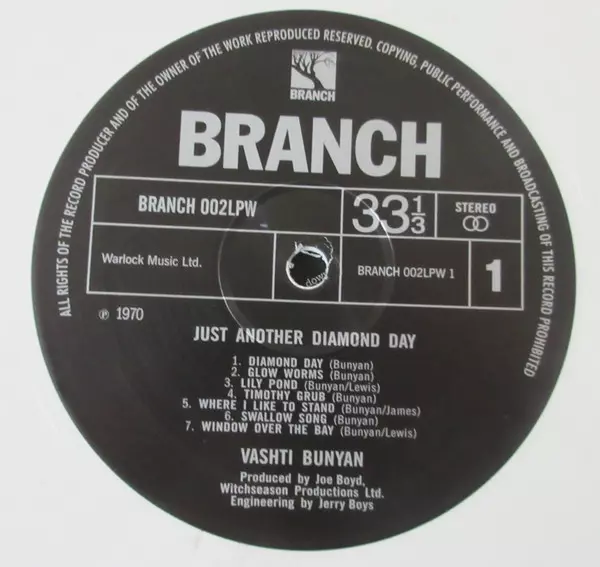 ALL RIGHTS OF THE RECORD PRODUCER AND OF THE OWNER OF THE WORK REPRODUCED RESERVED. COPYING, PUBLIC PERFORMANCE AND BROADCASTING OF THIS RECORD PROHIBITED
BRANCH
BRANCH
BRANCH 002LPW
33 1/3
STEREO
Warlock Music Ltd.
down
BRANCH 002LPW 1
1
℗ 1970
JUST ANOTHER DIAMOND DAY
1. DIAMOND DAY (Bunyan)
2. GLOW WORMS (Bunyan)
3. LILY POND (Bunyan/Lewis)
4. TIMOTHY GRUB (Bunyan)
5. WHERE I LIKE TO STAND (Bunyan/James)
6. SWALLOW SONG (Bunyan)
7. WINDOW OVER THE BAY (Bunyan/Lewis)
VASHTI BUNYAN
Produced by Joe Boyd,
Witchseason Productions Ltd.
Engineering by Jerry Boys